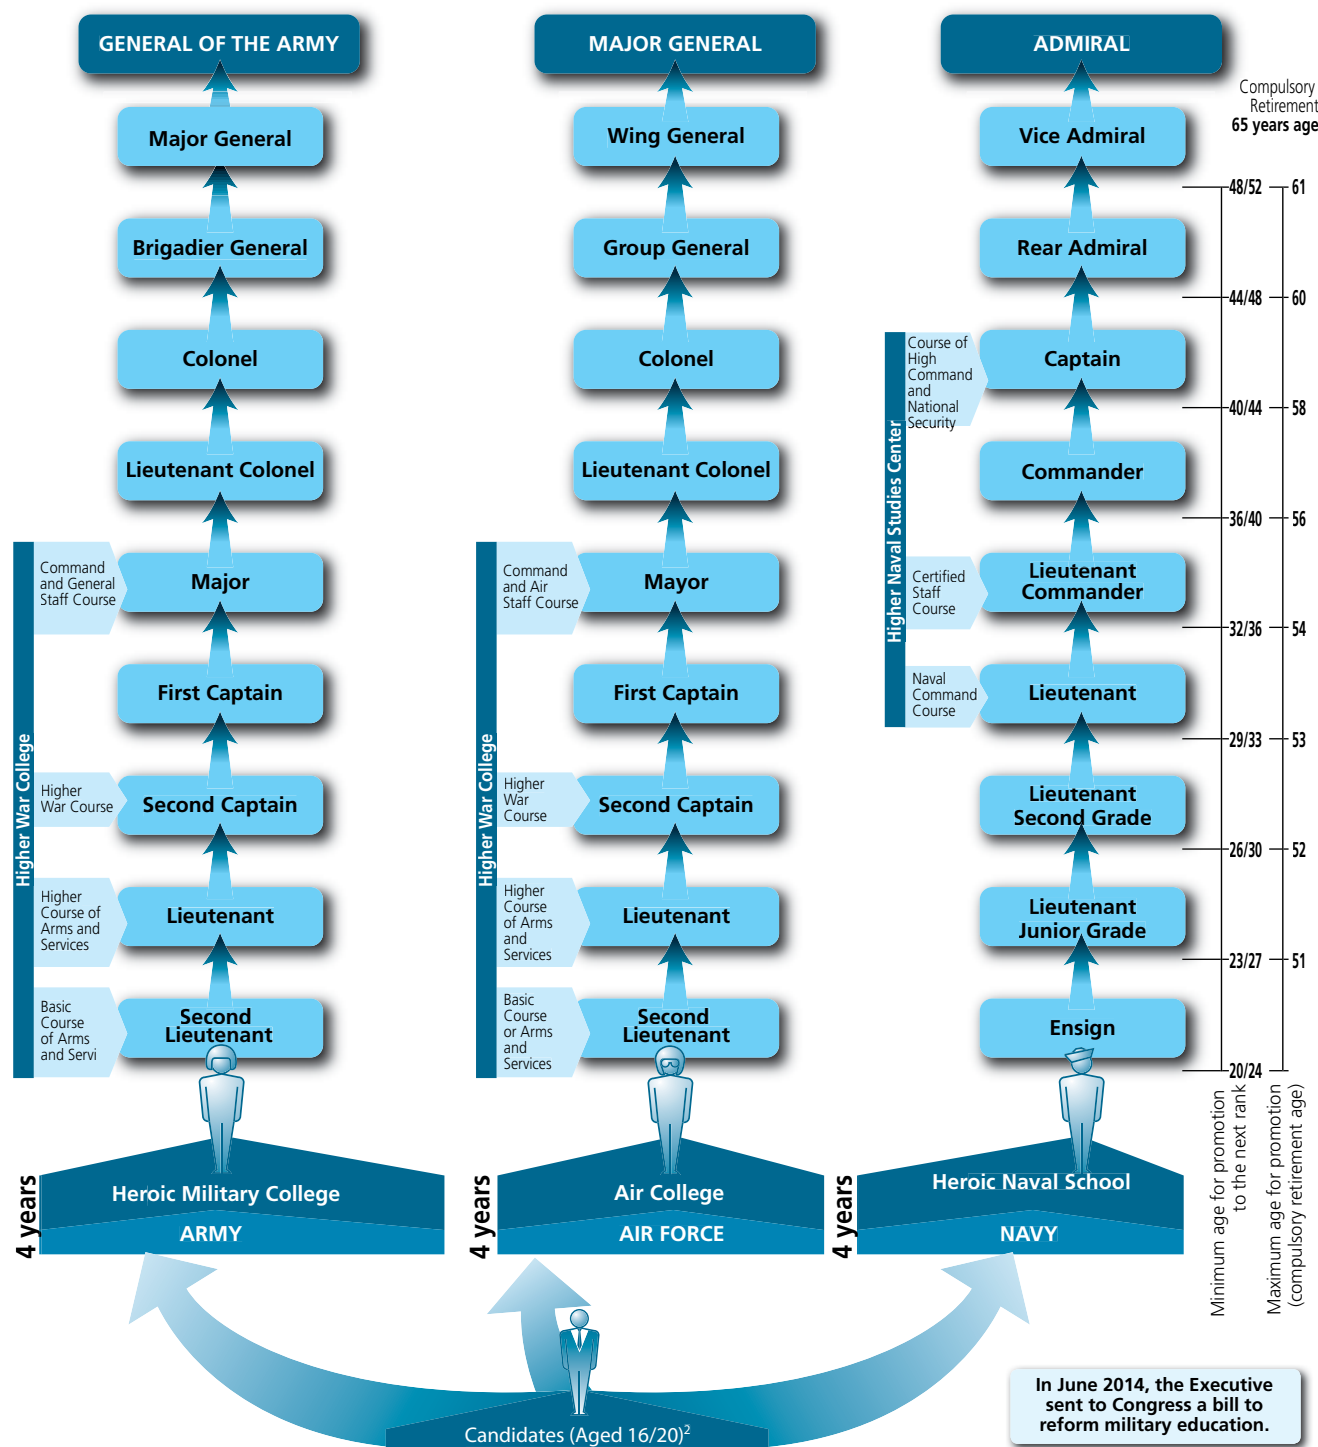 GENERAL OF THE ARMY
Major General
Brigadier General
Colonel
Lieutenant Colonel
Major
First Captain
Second Captain
Lieutenant
Second
Lieutenant
Higher War College
Command
and General
Staff Course
Higher
War Course
Higher
Course of
Arms and
Services
Basic
Course
of Arms
and Servi
4 years
Heroic Military College
ARMY
MAJOR GENERAL
Wing General
Group General
Colonel
Lieutenant Colonel
Mayor
First Captain
Second Captain
Lieutenant
Second
Lieutenant
Higher War College
Command
and Air
Staff Course
Higher
War
Course
Higher
Course
of Arms
and
Services
Basic
Course
or Arms
and
Services
4 years
Air College
AIR FORCE
ADMIRAL
Vice Admiral
Rear Admiral
Captain
Commander
Lieutenant
Commander
Lieutenant
Lieutenant
Second Grade
Lieutenant
Junior Grade
Ensign
Higher Naval Studies Center
Course of
High
Command
and
National
Security
Certified
Staff
Course
Naval
Command
Course
4 years
Heroic Naval School
NAVY
Compulsory
Retirement
65 years age
48/52 61
44/48 60
40/44 58
36/40 56
32/36 54
29/33 53
26/30 52
23/27 51
20/24
Minimum age for promotion
to the next rank
Maximum age for promotion
(compulsory retirement age)
Candidates (Aged 16/20)2
In June 2014, the Executive
sent to Congress a bill to
reform military education.